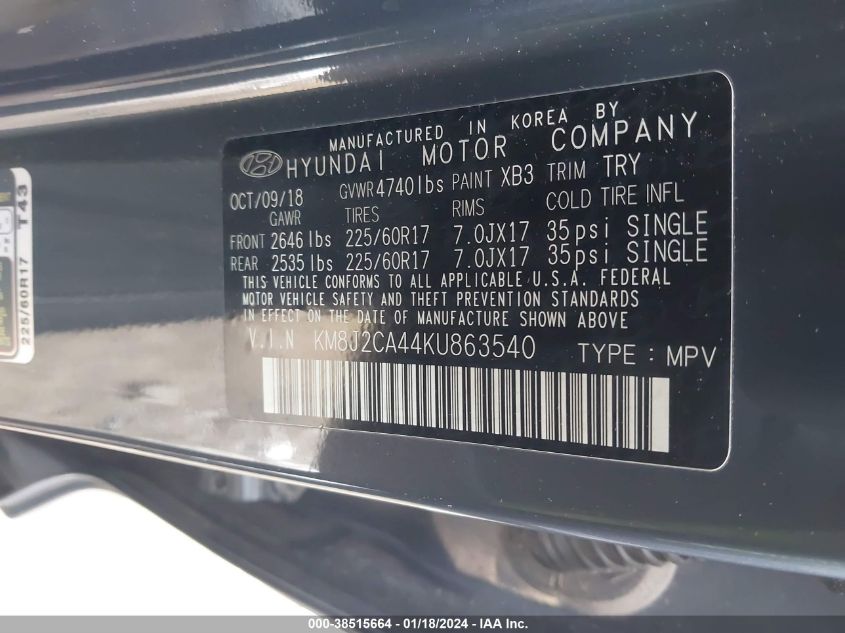 MANUFACTURED IN KOREA BY
HYUNDAI MOTOR COMPANY
OCT/09/18 GVWR 4740lbs PAINT XB3 TRIM TRY
GAWR TIRES RIMS COLD TIRE INFL
FRONT 2646lbs 225/60R17 7.0JX17 35psi SINGLE
REAR 2535lbs 225/60R17 7.0JX17 35psi SINGLE
THIS VEHICLE CONFORMS TO ALL APPLICABLE U.S.A. FEDERAL
MOTOR VEHICLE SAFETY AND THEFT PREVENTION STANDARDS
IN EFFECT ON THE DATE OF MANUFACTURE SHOWN ABOVE
V.I.N KM8J2CA44KU863540 TYPE : MPV
225/60R17 T43
000-38515664 - 01/18/2024 - IAA, Inc.